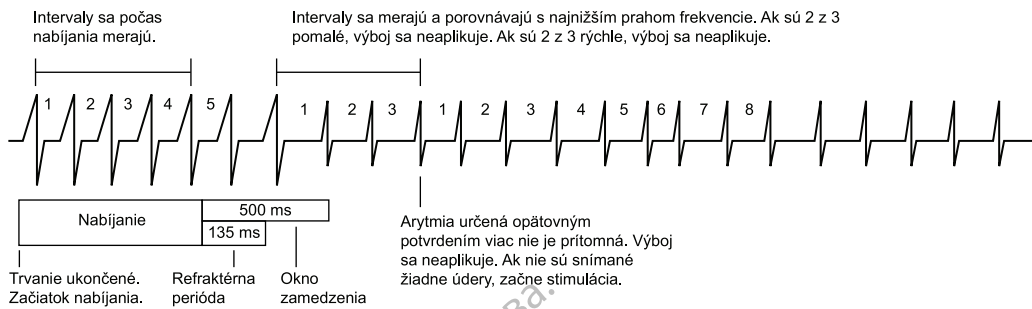 Intervaly sa počas
nabíjania merajú.
Intervaly sa merajú a porovnávajú s najnižším prahom frekvencie. Ak sú 2 z 3
pomalé, výboj sa neaplikuje. Ak sú 2 z 3 rýchle, výboj sa neaplikuje.
1 2 3 4 5 1 2 3 1 2 3 4 5 6 7 8
Nabíjanie
500 ms
135 ms
Trvanie ukončené.
Začiatok nabíjania.
Refraktérna
perióda
Okno
zamedzenia
Arytmia určená opätovným
potvrdením viac nie je prítomná. Výboj
sa neaplikuje. Ak nie sú snímané
žiadne údery, začne stimulácia.